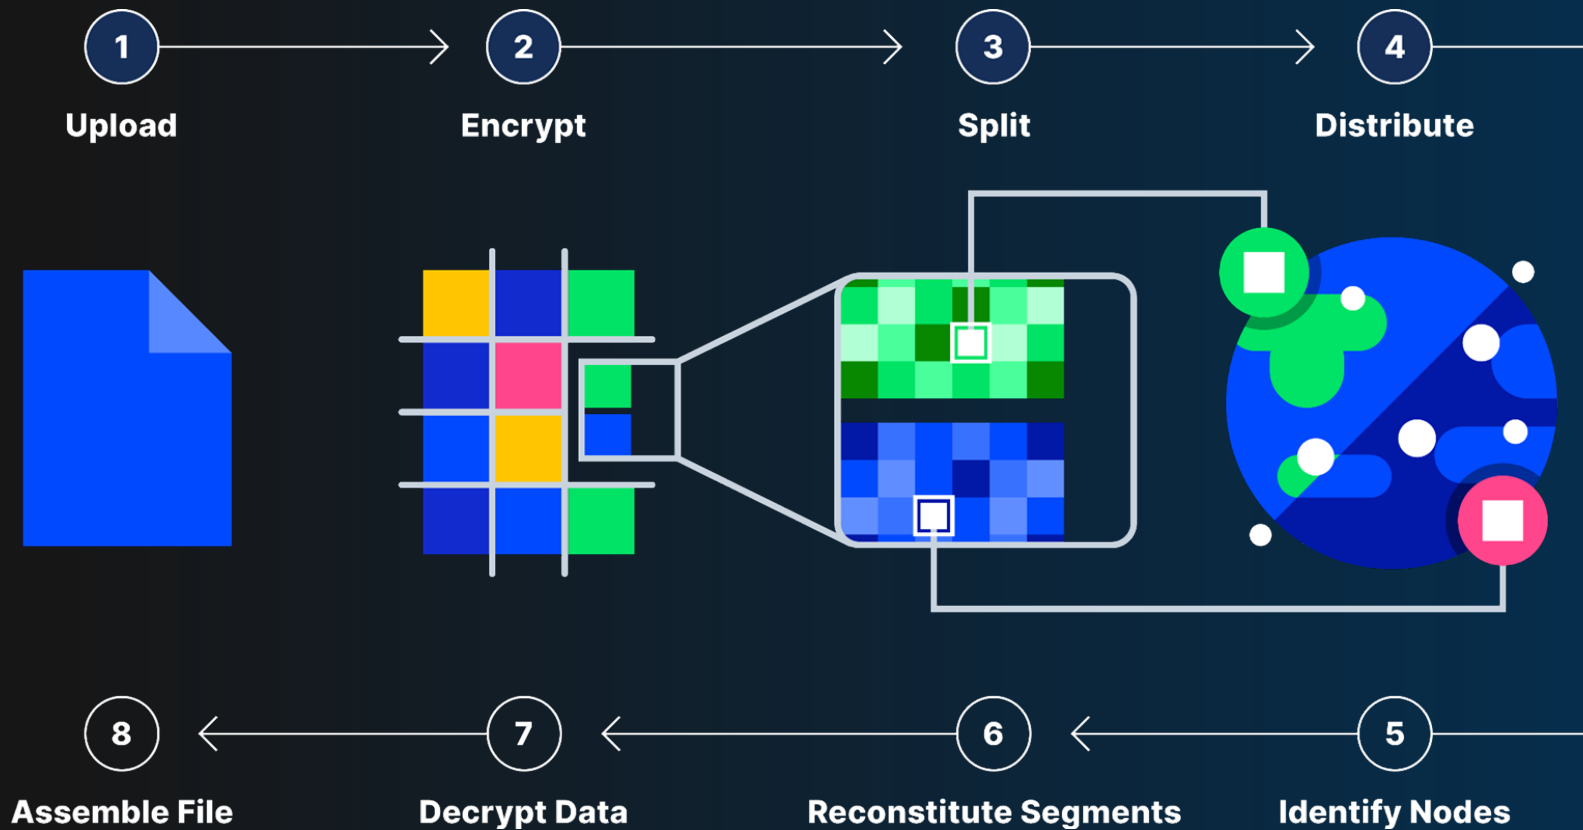 1
2
3
4
Upload
Encrypt
Split
Distribute
8
7
6
5
Assemble File
Decrypt Data
Reconstitute Segments
Identify Nodes